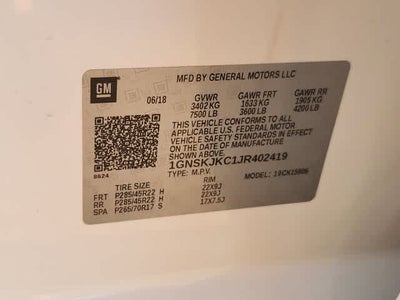 GM
MFD BY GENERAL MOTORS LLC
06/18 GVWR GAWR FRT GAWR RR
3402 KG 1633 KG 1905 KG
7500 LB 3600 LB 4200 LB
THIS VEHICLE CONFORMS TO ALL
APPLICABLE U.S. FEDERAL MOTOR
VEHICLE SAFETY STANDARDS IN
EFFECT ON THE DATE OF
MANUFACTURE SHOWN ABOVE.
1GNSKJKC1JR402419
TYPE: M.P.V. MODEL:
TIRE SIZE RIM
FRT P285/45R22 H 22X9J
RR P285/45R22 H 22X9J
SPA P265/70R17 S 17X7.5J